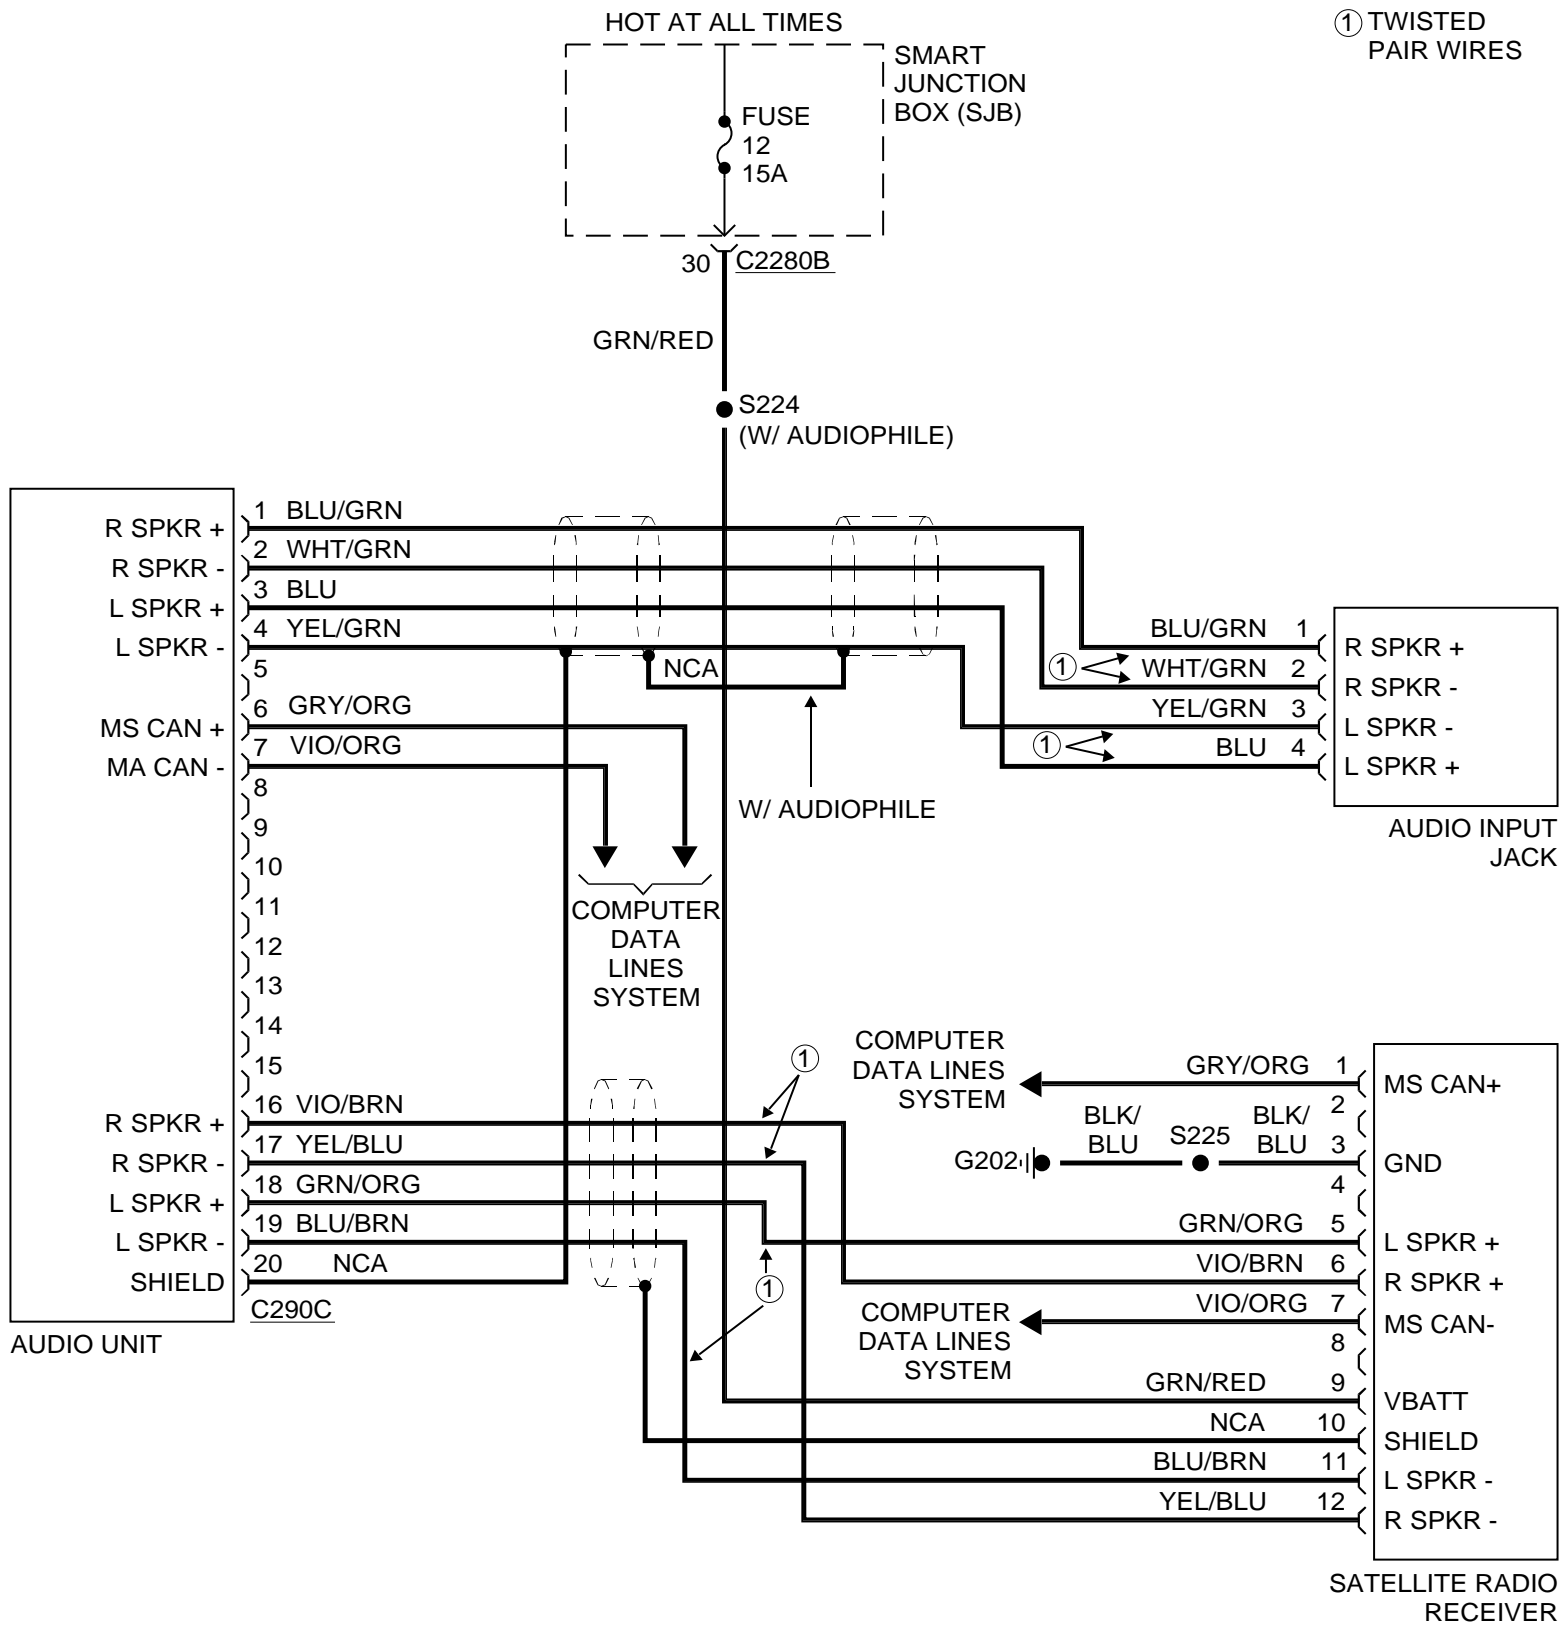 HOT AT ALL TIMES
1 TWISTED
PAIR WIRES
SMART
JUNCTION
BOX (SJB)
FUSE
12
15A
30 C2280B
GRN/RED
S224
(W/ AUDIOPHILE)
R SPKR + 1 BLU/GRN
R SPKR - 2 WHT/GRN
L SPKR + 3 BLU
L SPKR - 4 YEL/GRN
5
MS CAN + 6 GRY/ORG
MA CAN - 7 VIO/ORG
8
9
10
11
12
13
14
15
R SPKR + 16 VIO/BRN
R SPKR - 17 YEL/BLU
L SPKR + 18 GRN/ORG
L SPKR - 19 BLU/BRN
SHIELD 20 NCA
C290C
AUDIO UNIT
NCA
W/ AUDIOPHILE
COMPUTER
DATA
LINES
SYSTEM
1
1
BLU/GRN 1 R SPKR +
WHT/GRN 2 R SPKR -
YEL/GRN 3 L SPKR -
BLU 4 L SPKR +
AUDIO INPUT
JACK
1
1
COMPUTER
DATA LINES
SYSTEM
GRY/ORG 1 MS CAN+
2
G202 BLK/
BLU S225 BLK/
BLU 3 GND
4
GRN/ORG 5 L SPKR +
VIO/BRN 6 R SPKR +
COMPUTER
DATA LINES
SYSTEM
VIO/ORG 7 MS CAN-
8
GRN/RED 9 VBATT
NCA 10 SHIELD
BLU/BRN 11 L SPKR -
YEL/BLU 12 R SPKR -
SATELLITE RADIO
RECEIVER